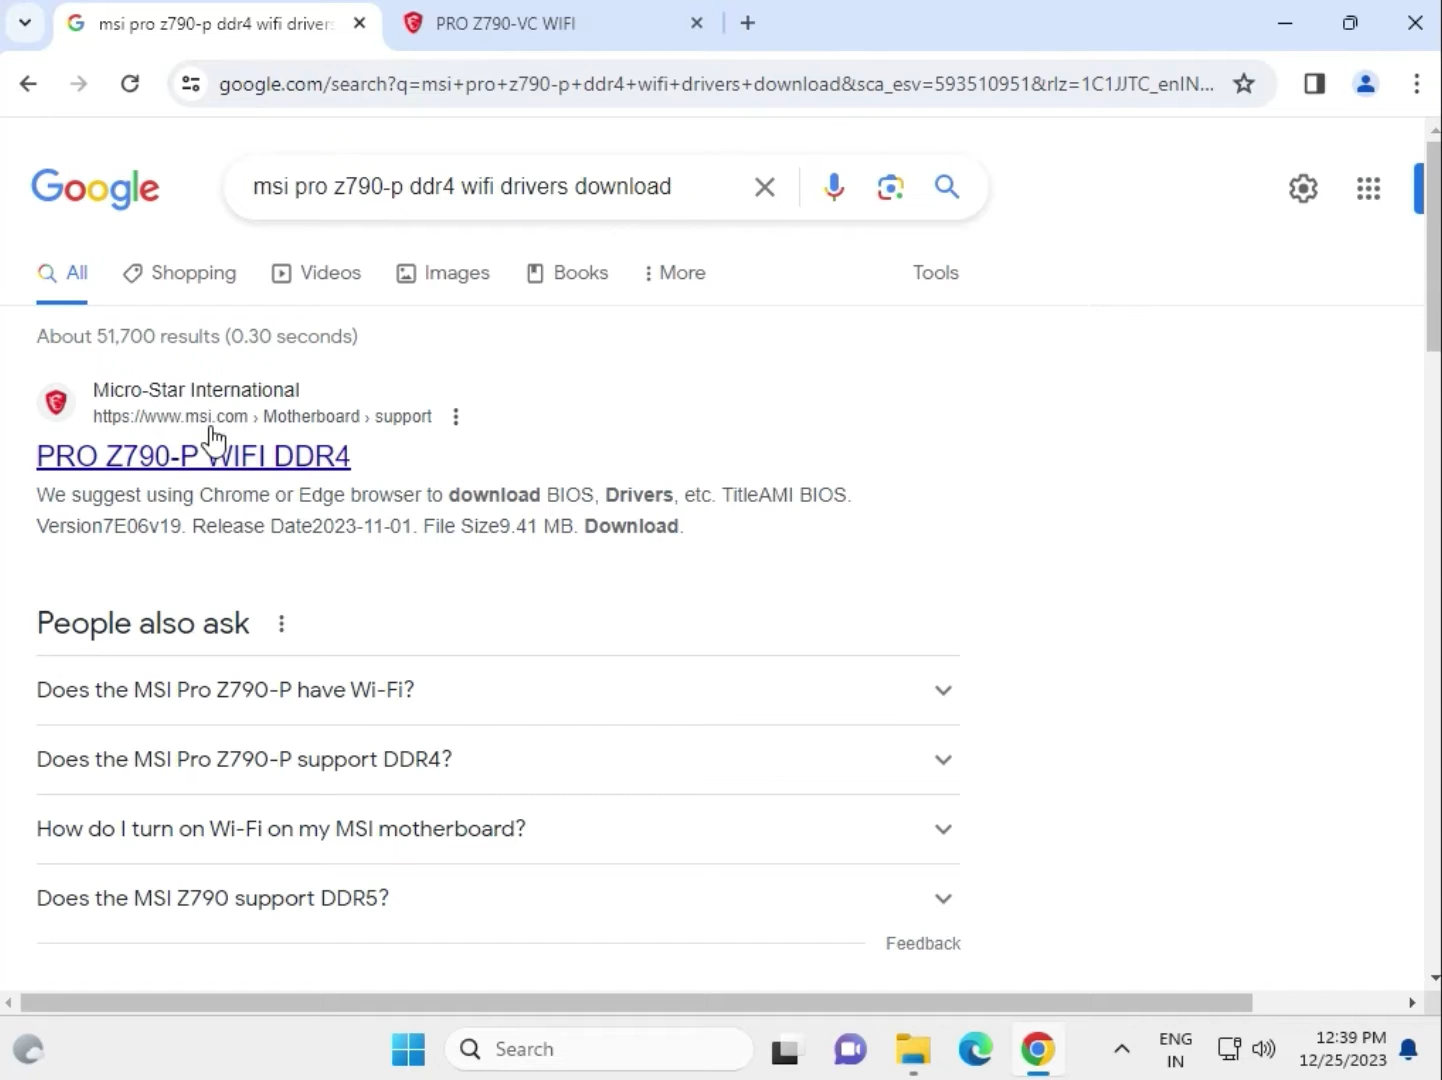 msi pro z790-p ddr4 wifi driver
PRO Z790-VC WIFI
google.com/search?q=msi+pro+z790-p+ddr4+wifi+drivers+download&sca_esv=593510951&rlz=1C1JJTC_enIN...
Google
msi pro z790-p ddr4 wifi drivers download
All
Shopping
Videos
Images
Books
More
Tools
About 51,700 results (0.30 seconds)
Micro-Star International
https://www.msi.com › Motherboard › support
PRO Z790-P WIFI DDR4
We suggest using Chrome or Edge browser to download BIOS, Drivers, etc. TitleAMI BIOS.
Version7E06v19. Release Date2023-11-01. File Size9.41 MB. Download.
People also ask
Does the MSI Pro Z790-P have Wi-Fi?
Does the MSI Pro Z790-P support DDR4?
How do I turn on Wi-Fi on my MSI motherboard?
Does the MSI Z790 support DDR5?
Feedback
Search
ENG
IN
12:39 PM
12/25/2023